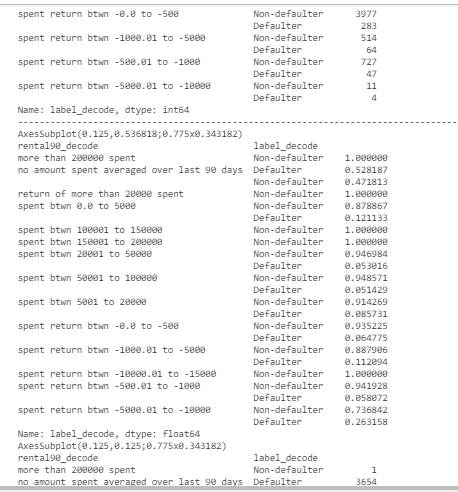 spent return btwn -0.0 to -500 Non-defaulter 3977
Defaulter 283
spent return btwn -1000.01 to -5000 Non-defaulter 514
Defaulter 64
spent return btwn -500.01 to -1000 Non-defaulter 727
Defaulter 47
spent return btwn -5000.01 to -10000 Non-defaulter 11
Defaulter 4
Name: label_decode, dtype: int64
--------------------------------------------------------------------------------
AxesSubplot(0.125,0.536818;0.775x0.343182)
rental90_decode label_decode
more than 200000 spent Non-defaulter 1.000000
no amount spent averaged over last 90 days Defaulter 0.528187
Non-defaulter 0.471813
return of more than 20000 spent Non-defaulter 1.000000
spent btwn 0.0 to 5000 Non-defaulter 0.878867
Defaulter 0.121133
spent btwn 100001 to 150000 Non-defaulter 1.000000
spent btwn 150001 to 200000 Non-defaulter 1.000000
spent btwn 20001 to 50000 Non-defaulter 0.946984
Defaulter 0.053016
spent btwn 50001 to 100000 Non-defaulter 0.948571
Defaulter 0.051429
spent btwn 5001 to 20000 Non-defaulter 0.914269
Defaulter 0.085731
spent return btwn -0.0 to -500 Non-defaulter 0.935225
Defaulter 0.064775
spent return btwn -1000.01 to -5000 Non-defaulter 0.887906
Defaulter 0.112094
spent return btwn -10000.01 to -15000 Non-defaulter 1.000000
spent return btwn -500.01 to -1000 Non-defaulter 0.941928
Defaulter 0.058072
spent return btwn -5000.01 to -10000 Non-defaulter 0.736842
Defaulter 0.263158
Name: label_decode, dtype: float64
AxesSubplot(0.125,0.125;0.775x0.343182)
rental90_decode label_decode
more than 200000 spent Non-defaulter 1
no amount spent averaged over last 90 days Defaulter 3654